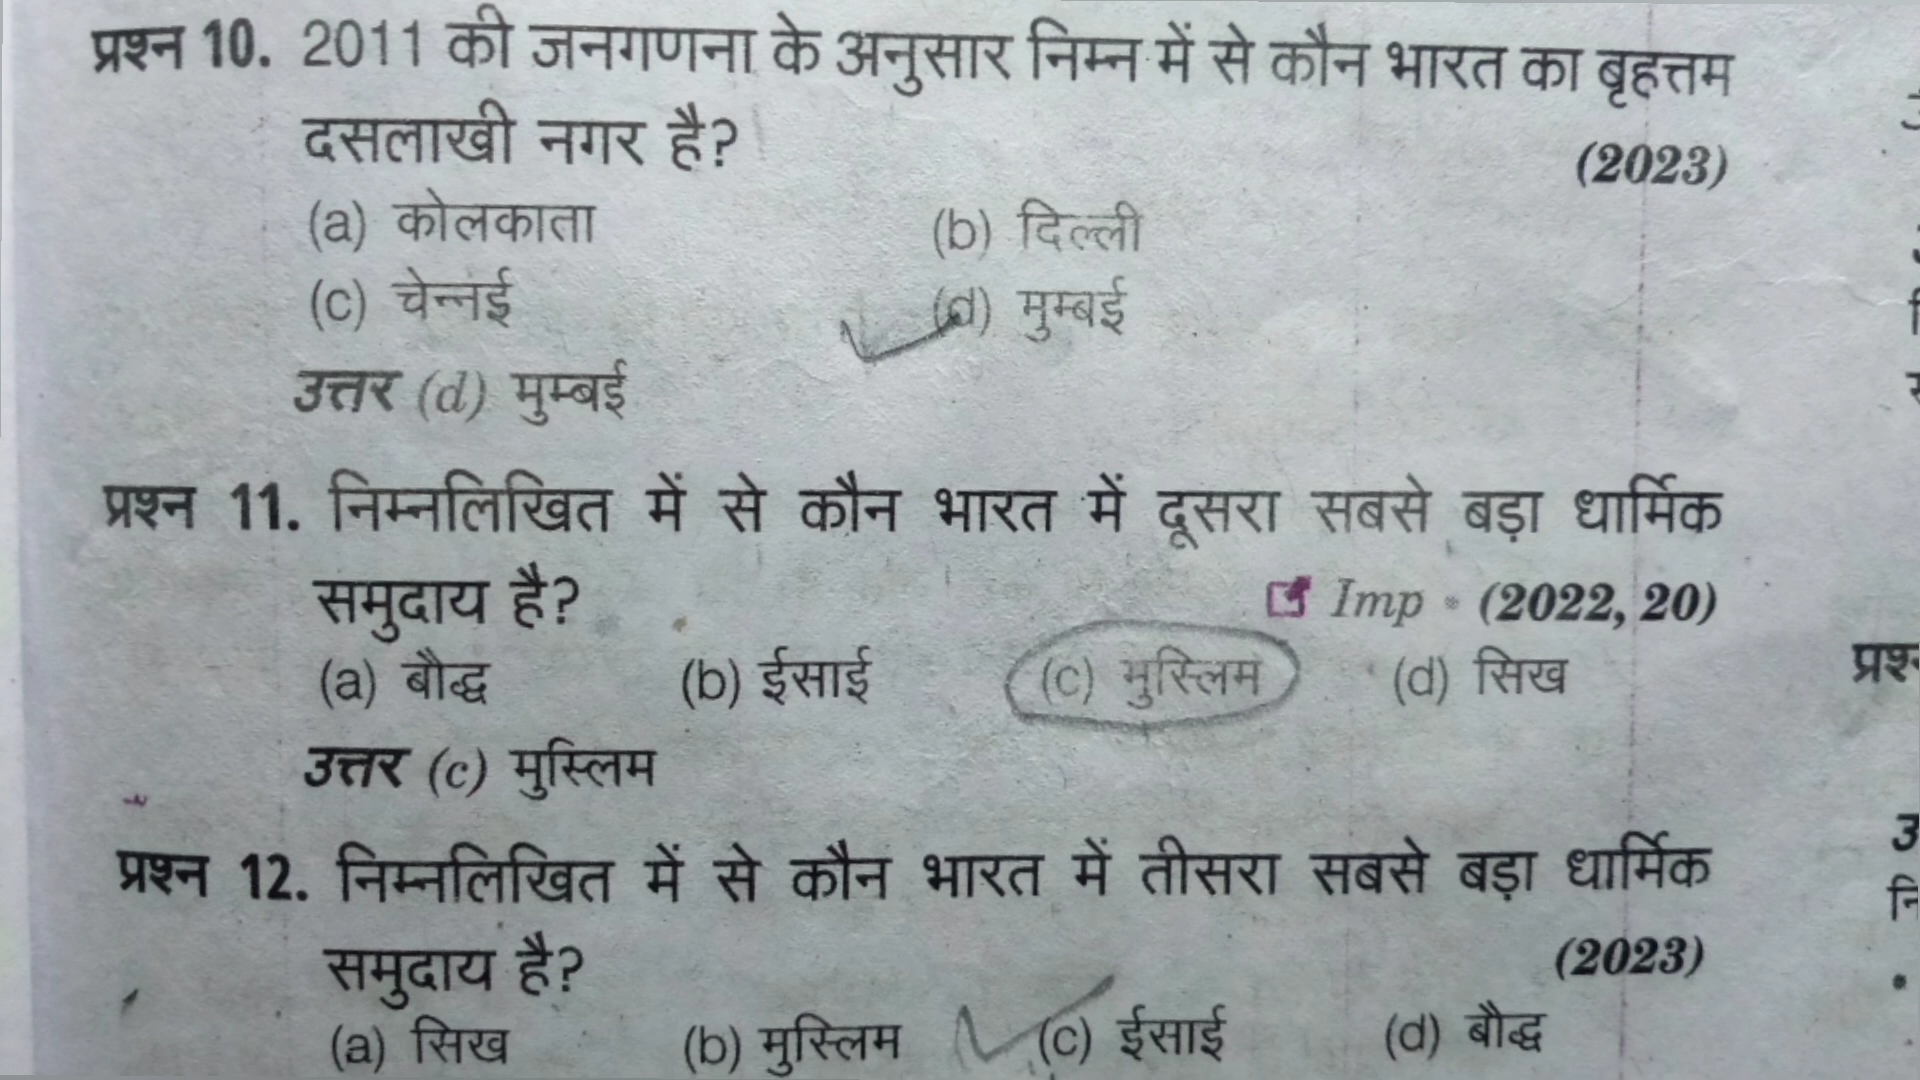 प्रश्न 10. 2011 की जनगणना के अनुसार निम्न में से कौन भारत का बृहत्तम
दसलाखी नगर है? (2023)
(a) कोलकाता (b) दिल्ली
(c) चेन्नई (d) मुम्बई
उत्तर (d) मुम्बई
प्रश्न 11. निम्नलिखित में से कौन भारत में दूसरा सबसे बड़ा धार्मिक
समुदाय है? Imp • (2022, 20)
(a) बौद्ध (b) ईसाई (c) मुस्लिम (d) सिख
उत्तर (c) मुस्लिम
प्रश्न 12. निम्नलिखित में से कौन भारत में तीसरा सबसे बड़ा धार्मिक
समुदाय है? (2023)
(a) सिख (b) मुस्लिम (c) ईसाई (d) बौद्ध